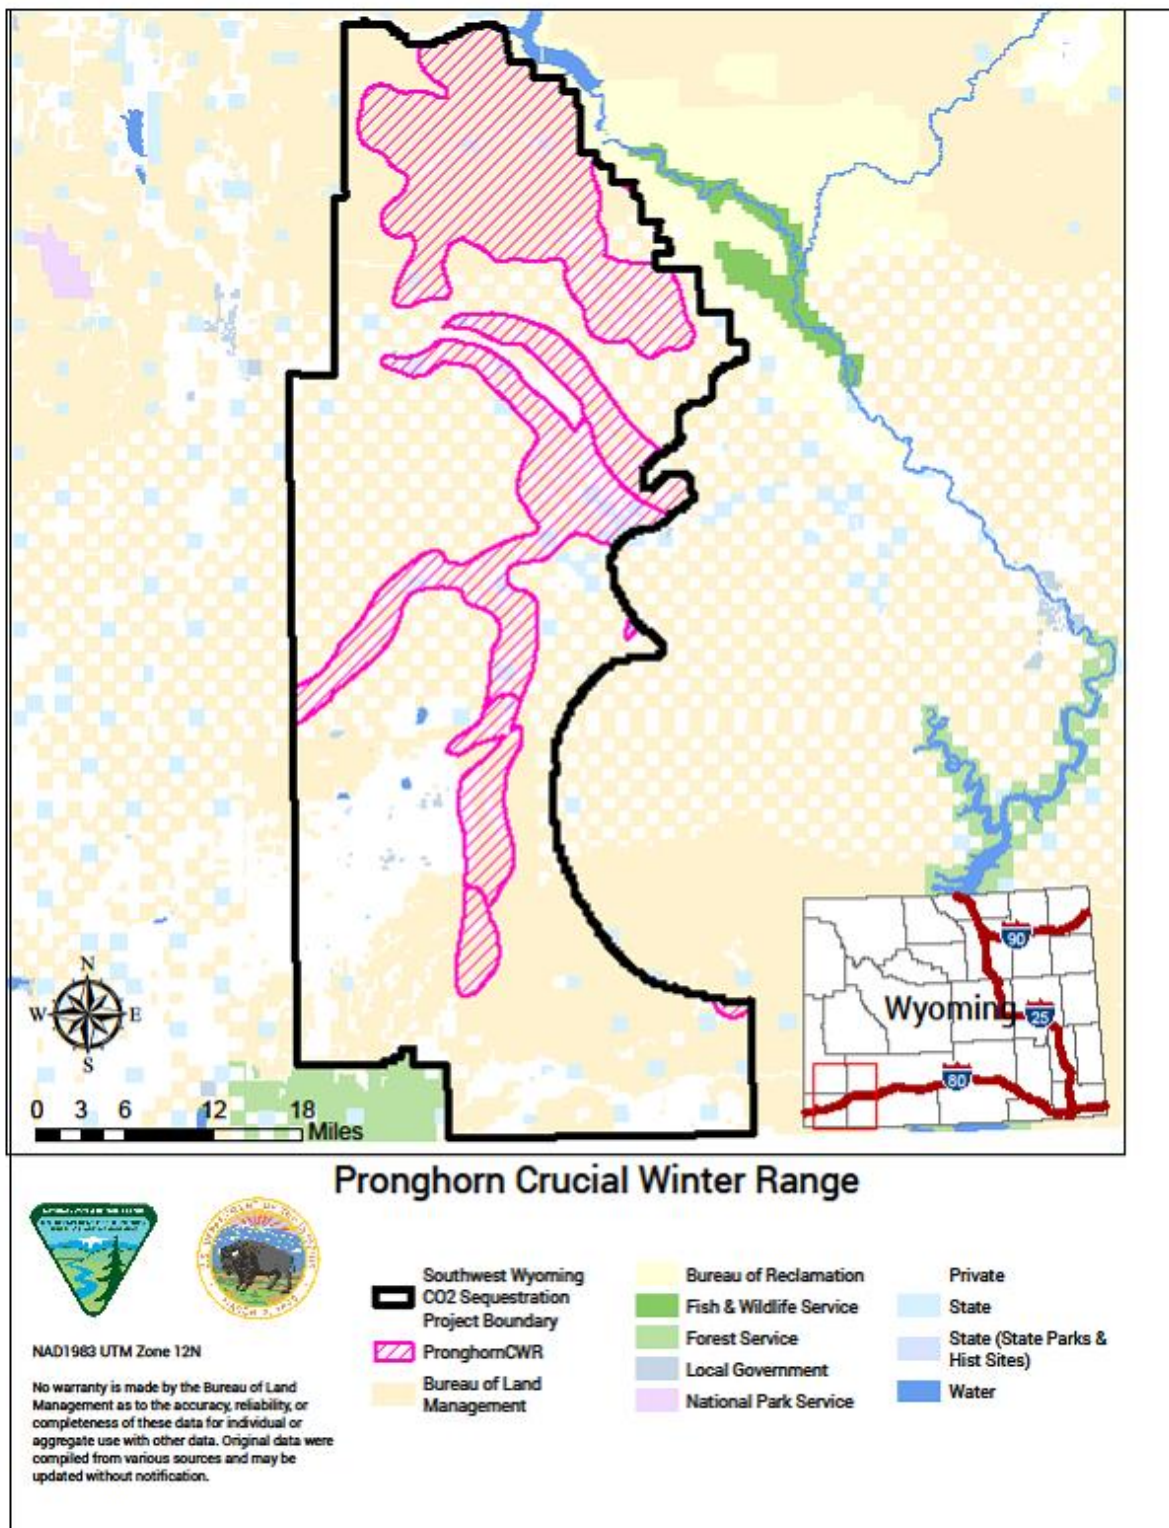 N
W
E
S
0 3 6 12 18
Miles
Wyoming
90
25
80
Pronghorn Crucial Winter Range
NAD1983 UTM Zone 12N
No warranty is made by the Bureau of Land
Management as to the accuracy, reliability, or
completeness of these data for individual or
aggregate use with other data. Original data were
compiled from various sources and may be
updated without notification.
Southwest Wyoming
CO2 Sequestration
Project Boundary
PronghornCWR
Bureau of Land
Management
Bureau of Reclamation
Fish & Wildlife Service
Forest Service
Local Government
National Park Service
Private
State
State (State Parks &
Hist Sites)
Water